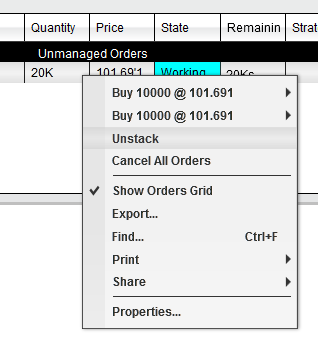 Quantity Price State Remainin Strat
Unmanaged Orders
20K 101.69'1 Working 20Ks
Buy 10000 @ 101.691
Buy 10000 @ 101.691
Unstack
Cancel All Orders
Show Orders Grid
Export...
Find... Ctrl+F
Print
Share
Properties...